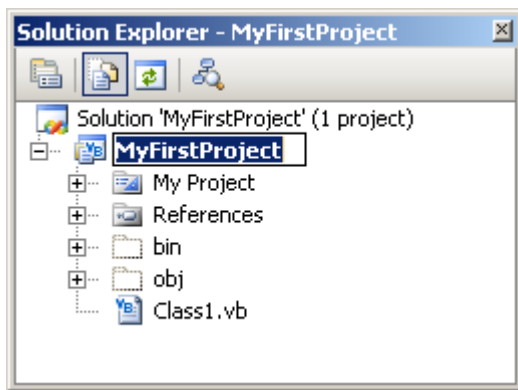 Solution Explorer - MyFirstProject
Solution 'MyFirstProject' (1 project)
MyFirstProject
My Project
References
bin
obj
Class1.vb